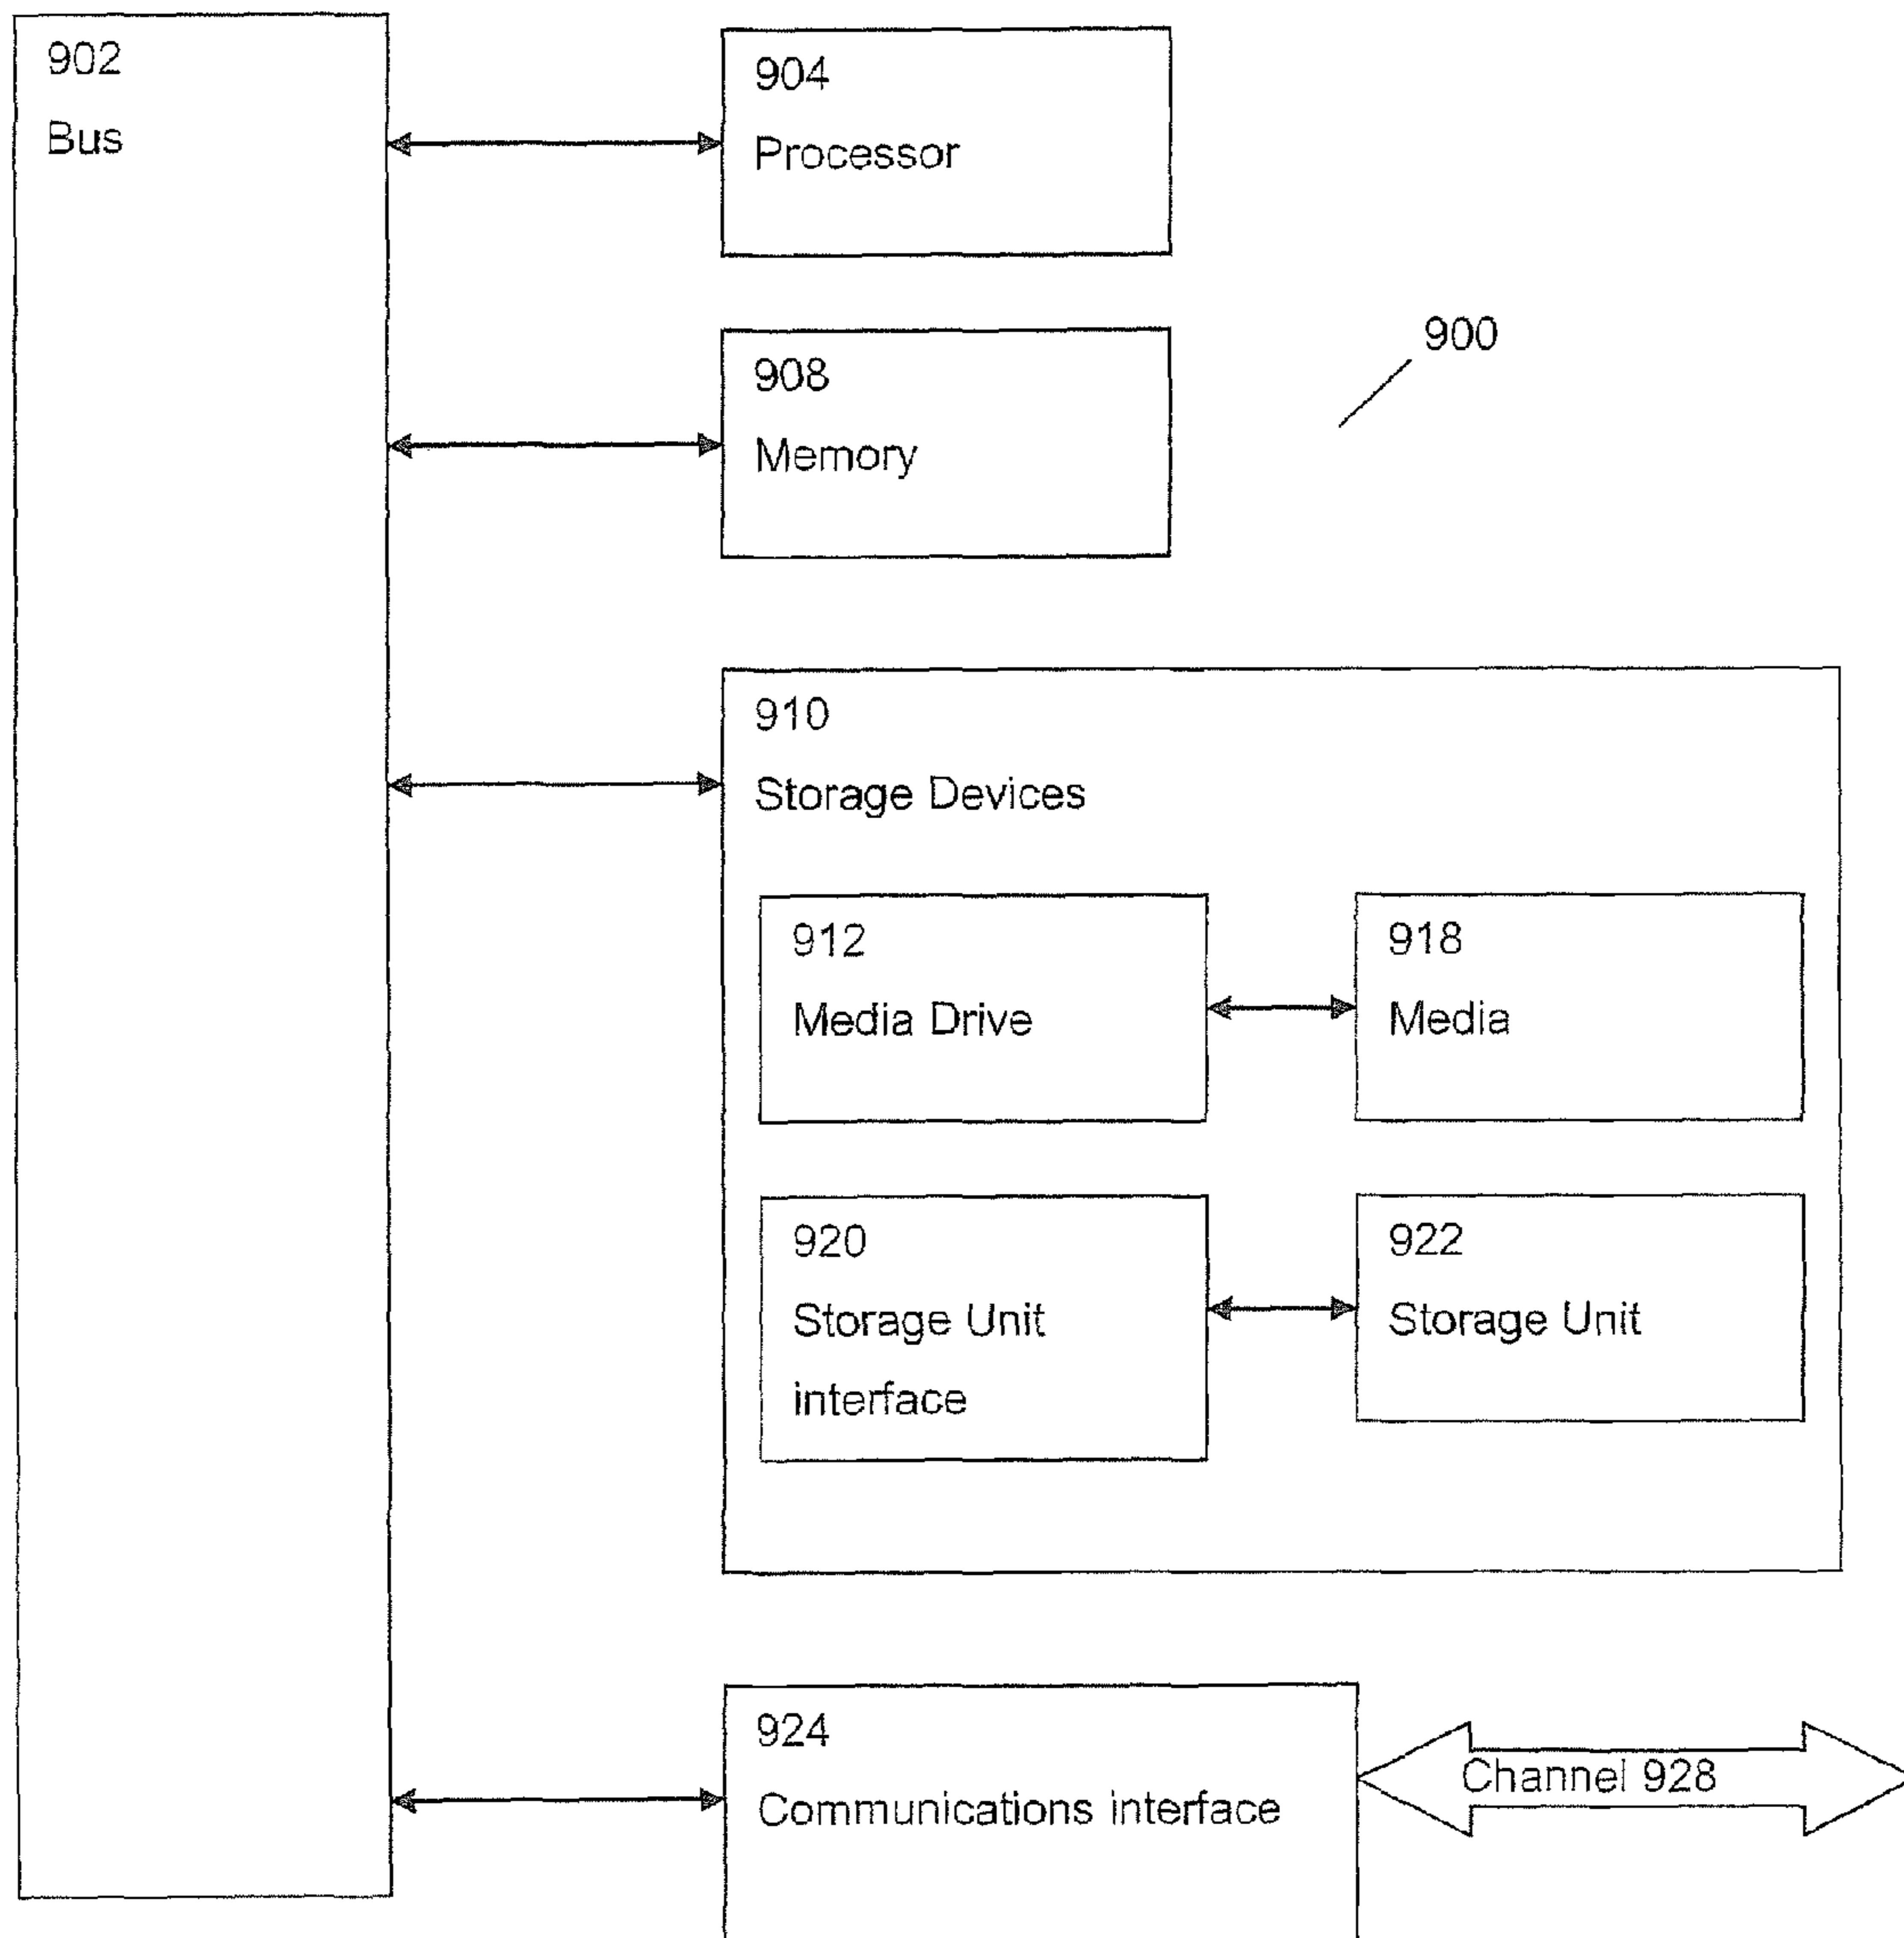 902
Bus
904
Processor
900
908
Memory
910
Storage Devices
912
Media Drive
918
Media
920
Storage Unit
interface
922
Storage Unit
924
Communications interface
Channel 928